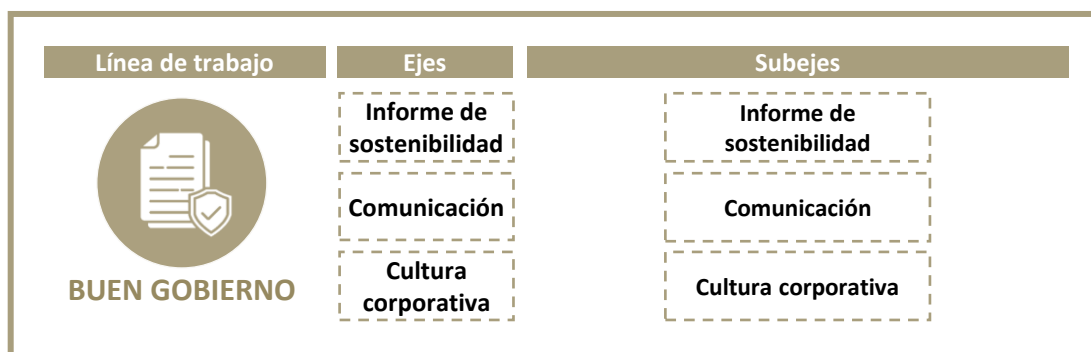 Línea de trabajo
Ejes
Subejes
Informe de
sostenibilidad
Informe de
sostenibilidad
Comunicación
Comunicación
Cultura
corporativa
Cultura corporativa
BUEN GOBIERNO